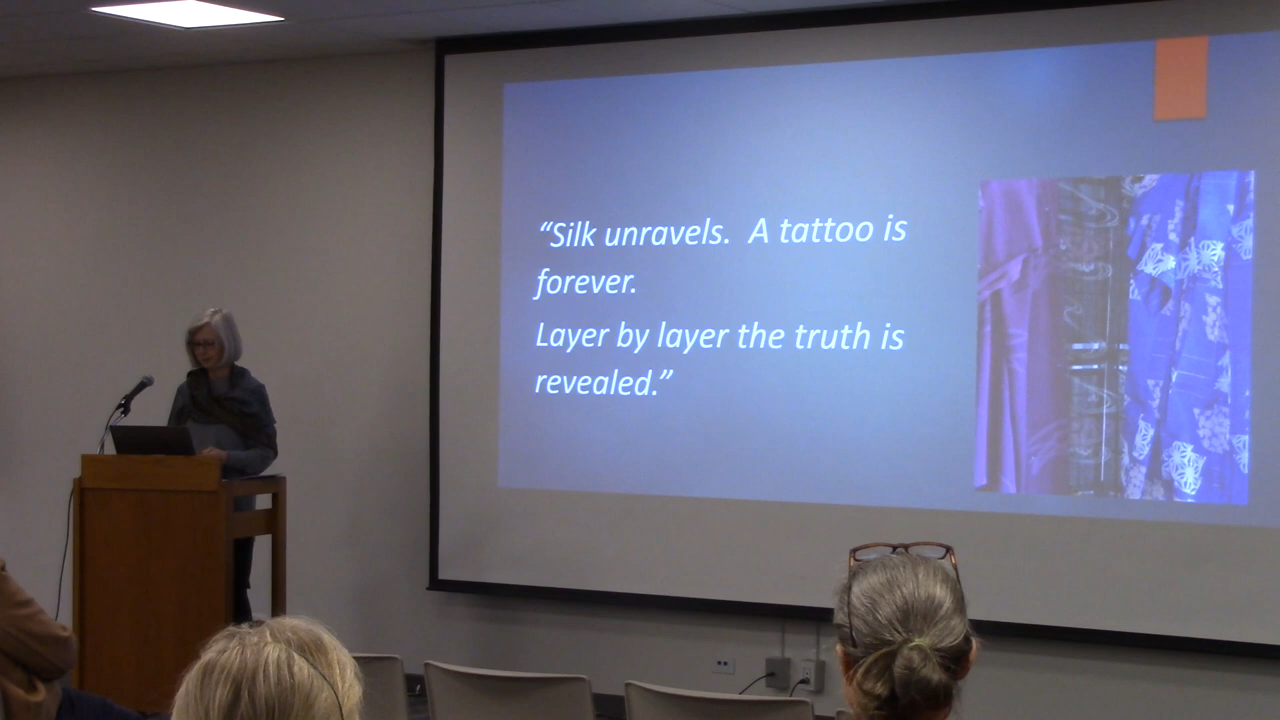 “Silk unravels.  A tattoo is
forever.
Layer by layer the truth is
revealed.”